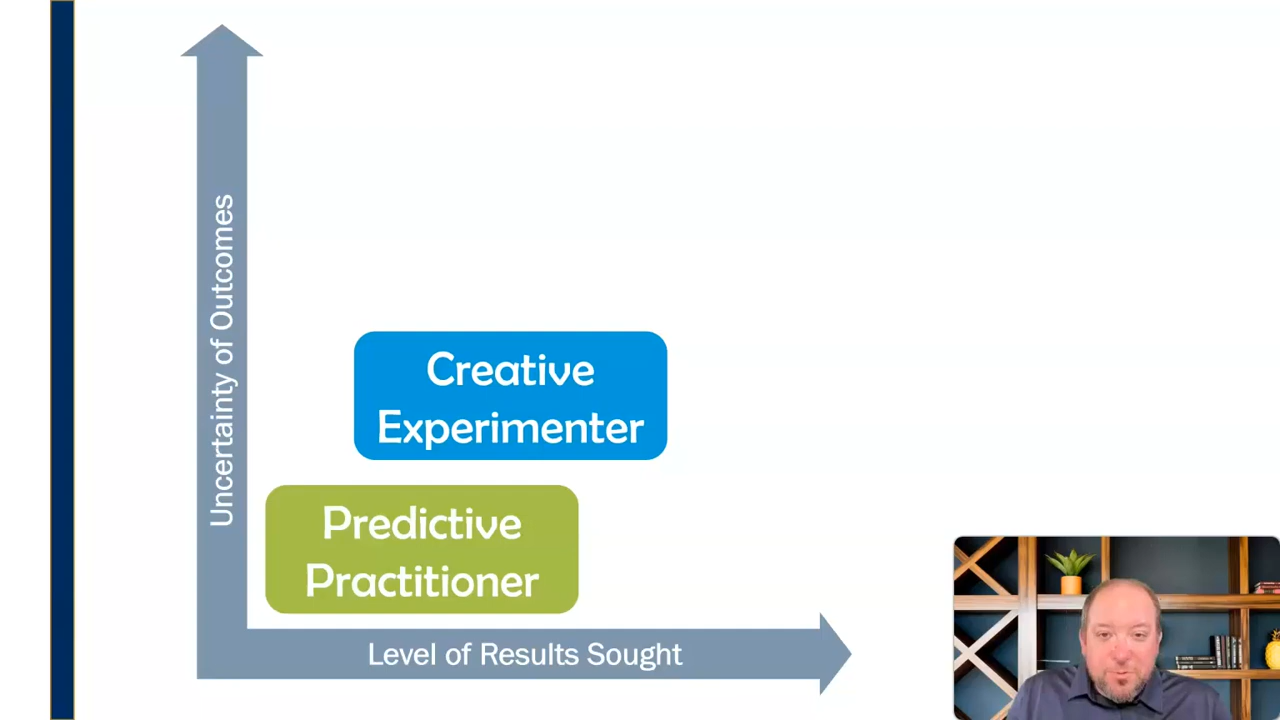 Uncertainty of Outcomes
Creative
Experimenter
Predictive
Practitioner
Level of Results Sought